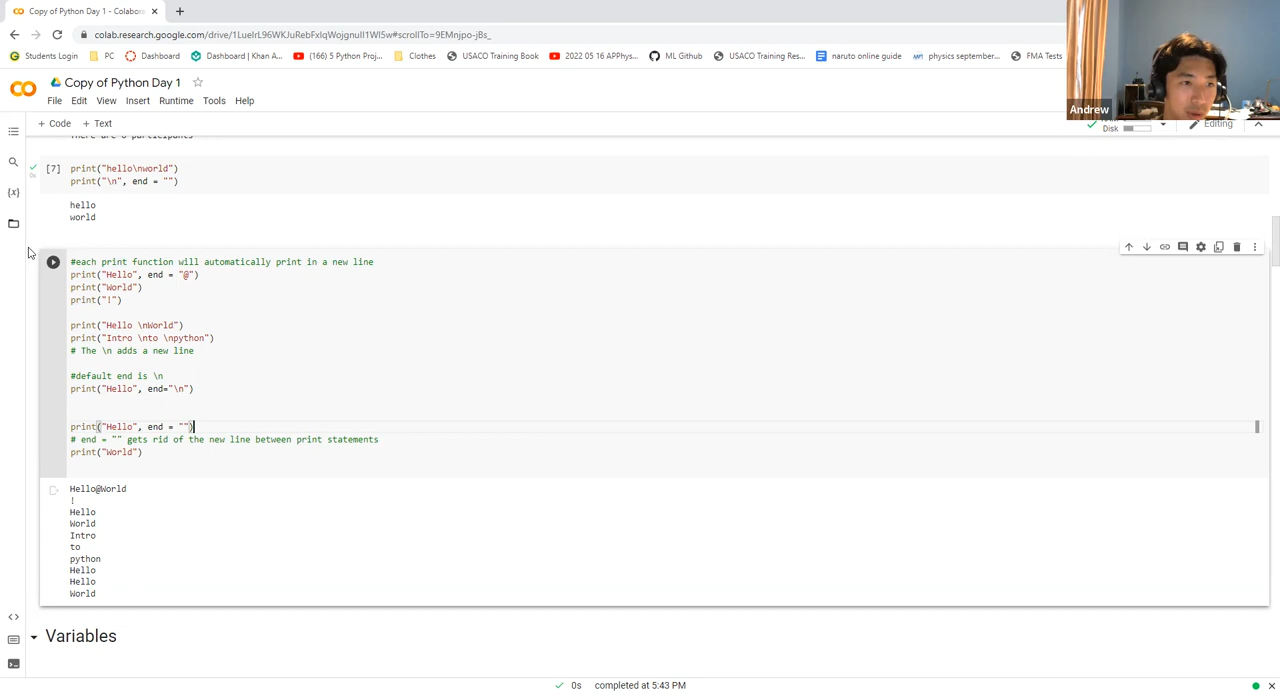 Copy of Python Day 1 - Colabor
colab.research.google.com/drive/
Students Login PC Dashboard Dashboard | Khan A... (166) 5 Python Proj... Clothes USACO Training Book 2022 05 16 APPhys... ML Github USACO Training Res... naruto online guide physics september... FMA Tests
Copy of Python Day 1
File Edit View Insert Runtime Tools Help
Andrew
+ Code + Text
Disk
Editing
[7] print("hello\nworld")
print("\n", end = "")
0s
hello
world
#each print function will automatically print in a new line
print("Hello", end = "@")
print("World")
print("!")
print("Hello \nWorld")
print("Intro \nto \npython")
# The \n adds a new line
#default end is \n
print("Hello", end="\n")
print("Hello", end = "")
# end = "" gets rid of the new line between print statements
print("World")
Hello@World
!
Hello
World
Intro
to
python
Hello
Hello
World
Variables
0s completed at 5:43 PM